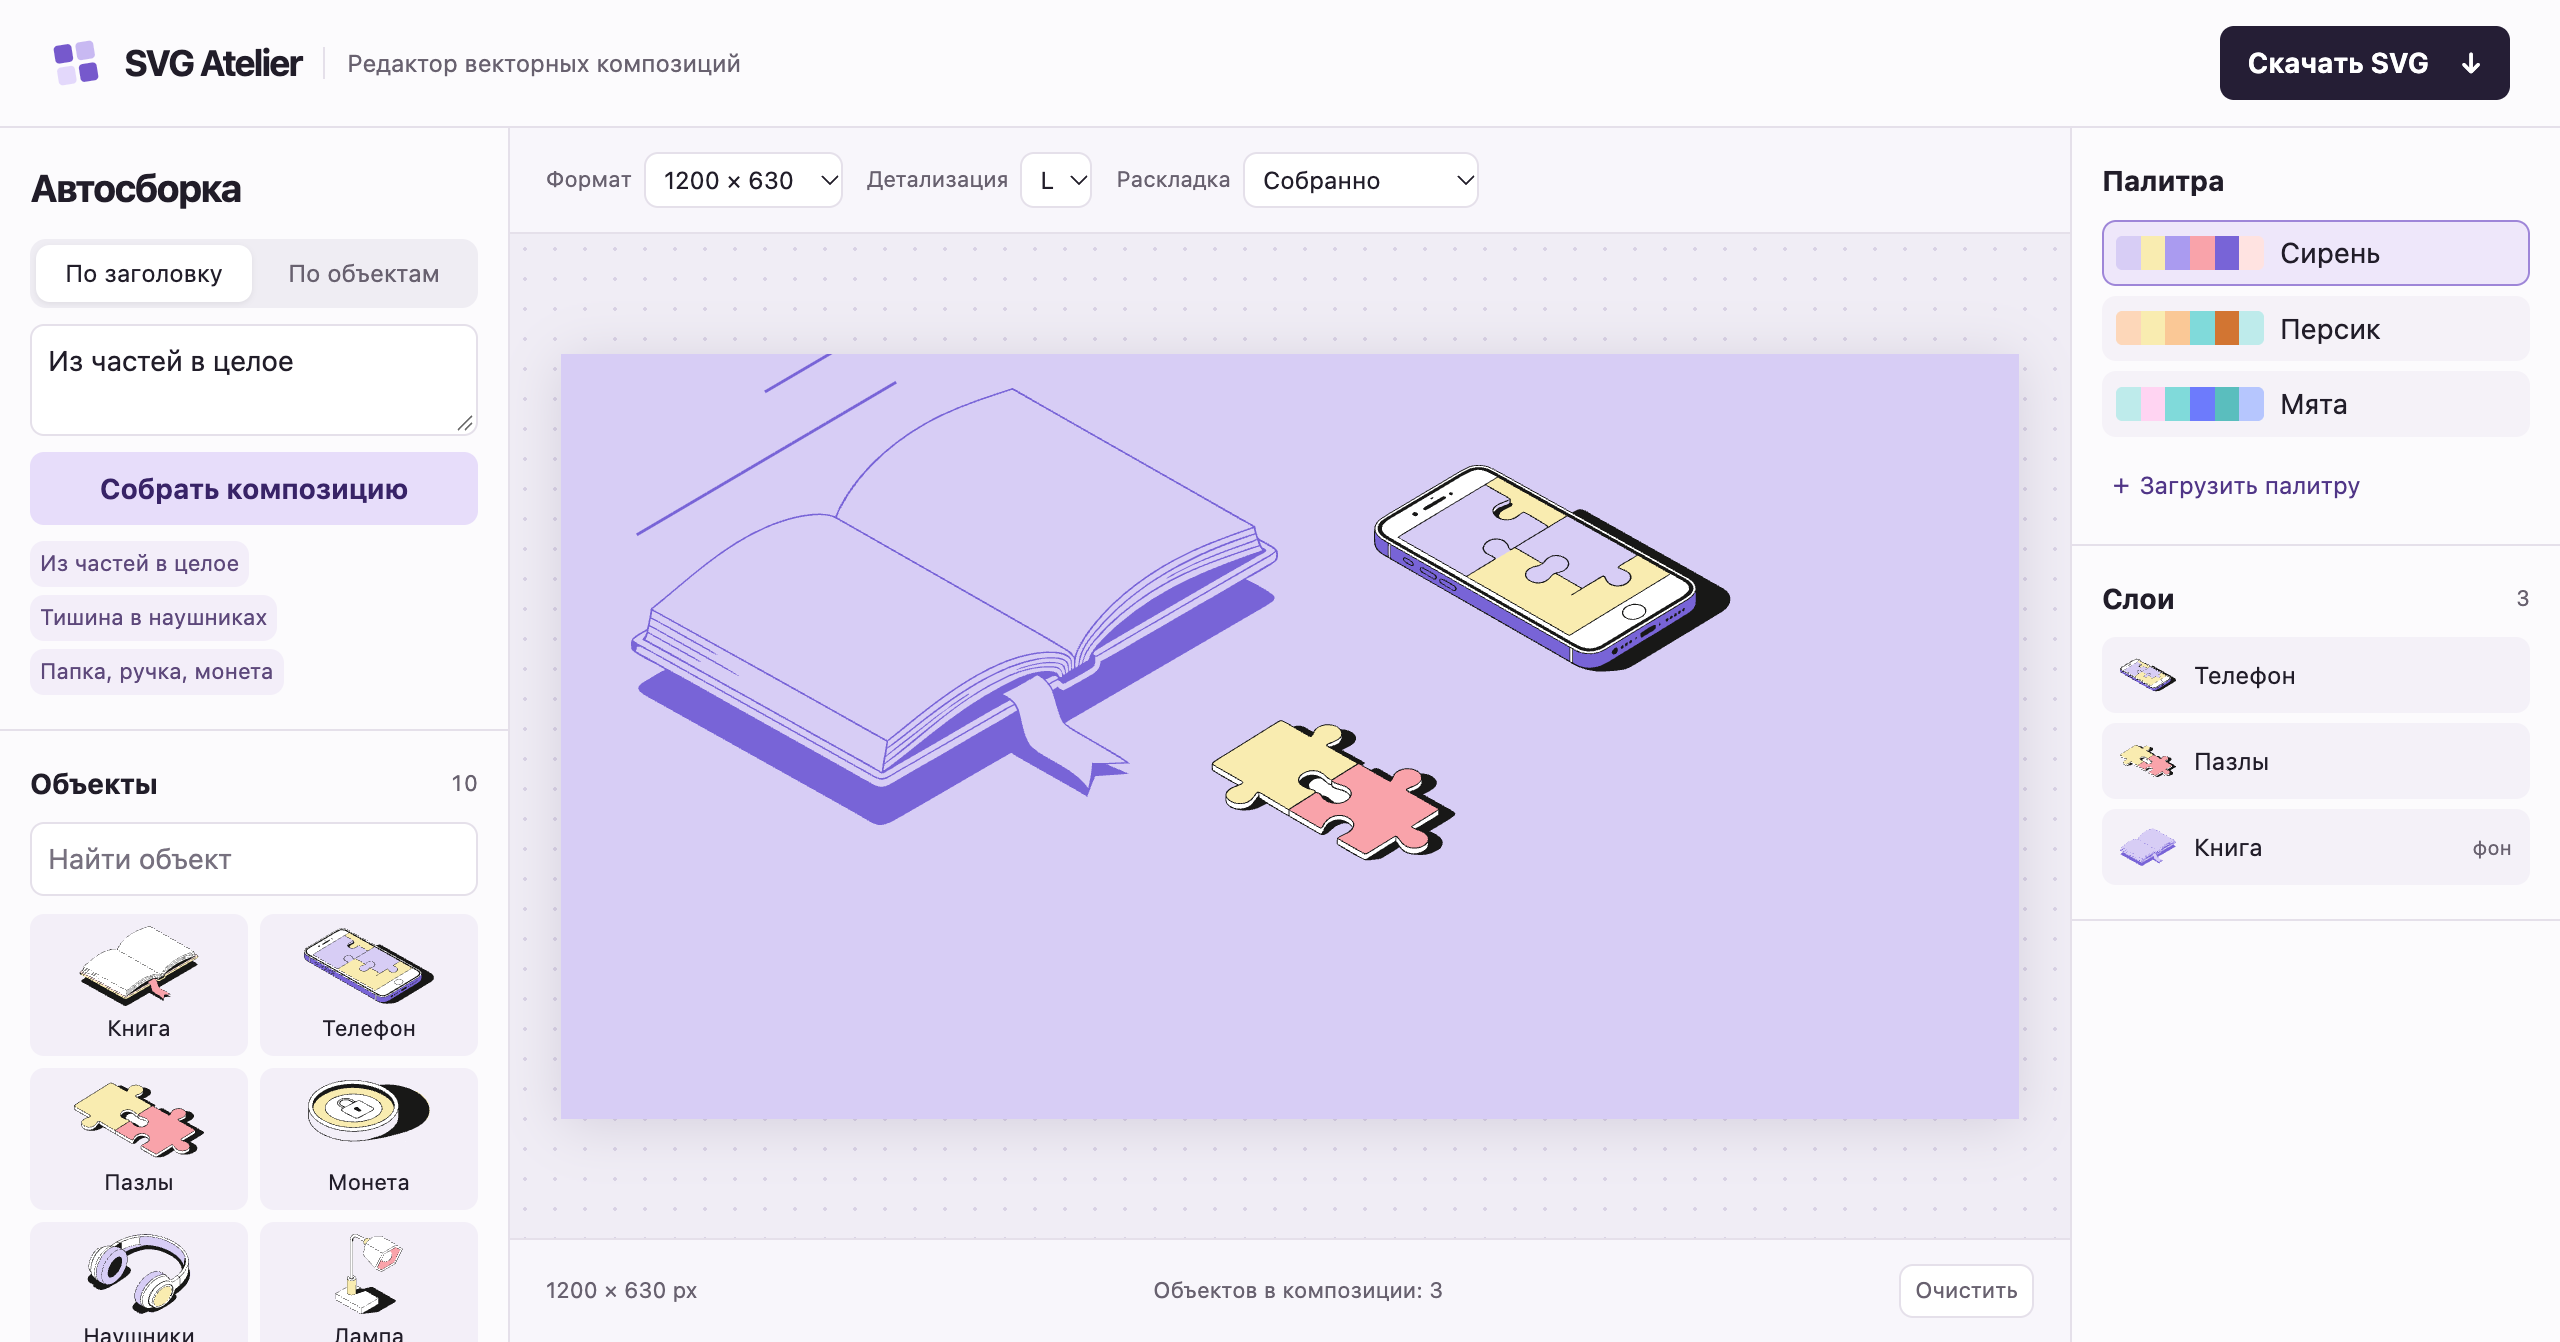 SVG Atelier
Редактор векторных композиций
Скачать SVG
Автосборка
По заголовку
По объектам
Из частей в целое
Собрать композицию
Из частей в целое
Тишина в наушниках
Папка, ручка, монета
Объекты
10
Найти объект
Книга
Телефон
Пазлы
Монета
Наушники
Лампа
Формат
1200 × 630
Детализация
L
Раскладка
Собранно
1200 × 630 px
Объектов в композиции: 3
Очистить
Палитра
Сирень
Персик
Мята
+ Загрузить палитру
Слои
3
Телефон
Пазлы
Книга
фон